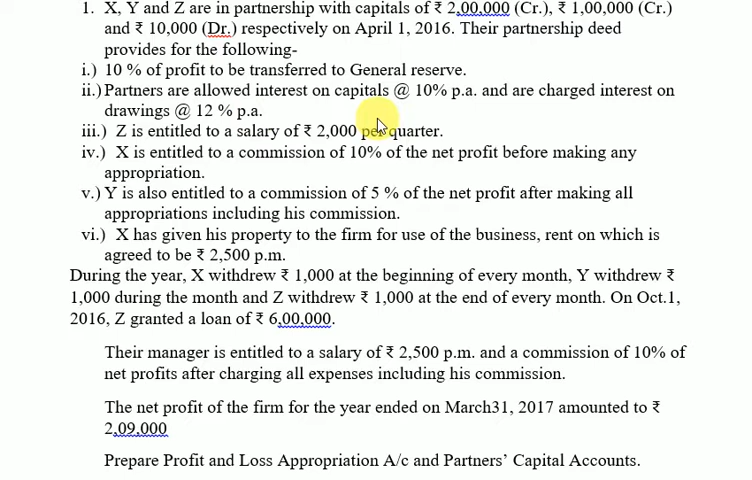 1. X, Y and Z are in partnership with capitals of ₹ 2,00,000 (Cr.), ₹ 1,00,000 (Cr.)
and ₹ 10,000 (Dr.) respectively on April 1, 2016. Their partnership deed
provides for the following-
i.) 10 % of profit to be transferred to General reserve.
ii.) Partners are allowed interest on capitals @ 10% p.a. and are charged interest on
drawings @ 12 % p.a.
iii.) Z is entitled to a salary of ₹ 2,000 per quarter.
iv.) X is entitled to a commission of 10% of the net profit before making any
appropriation.
v.) Y is also entitled to a commission of 5 % of the net profit after making all
appropriations including his commission.
vi.) X has given his property to the firm for use of the business, rent on which is
agreed to be ₹ 2,500 p.m.
During the year, X withdrew ₹ 1,000 at the beginning of every month, Y withdrew ₹
1,000 during the month and Z withdrew ₹ 1,000 at the end of every month. On Oct.1,
2016, Z granted a loan of ₹ 6,00,000.
Their manager is entitled to a salary of ₹ 2,500 p.m. and a commission of 10% of
net profits after charging all expenses including his commission.
The net profit of the firm for the year ended on March31, 2017 amounted to ₹
2,09,000
Prepare Profit and Loss Appropriation A/c and Partners' Capital Accounts.